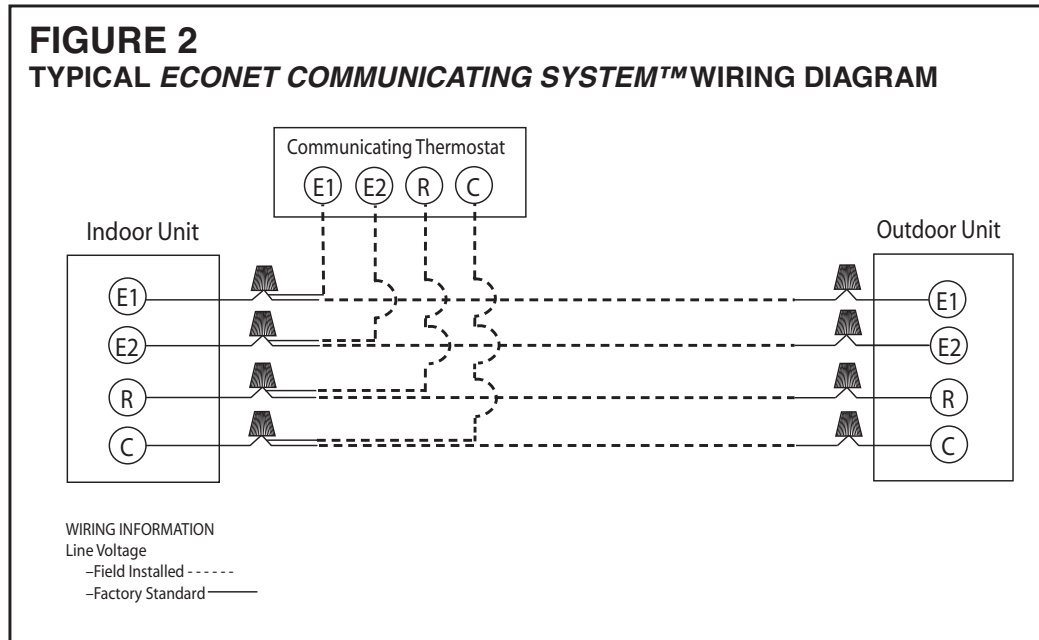 FIGURE 2
TYPICAL ECONET COMMUNICATING SYSTEM™ WIRING DIAGRAM
Communicating Thermostat
E1 E2 R C
Indoor Unit
Outdoor Unit
E1
E1
E2
E2
R
R
C
C
WIRING INFORMATION
Line Voltage
–Field Installed ------
–Factory Standard